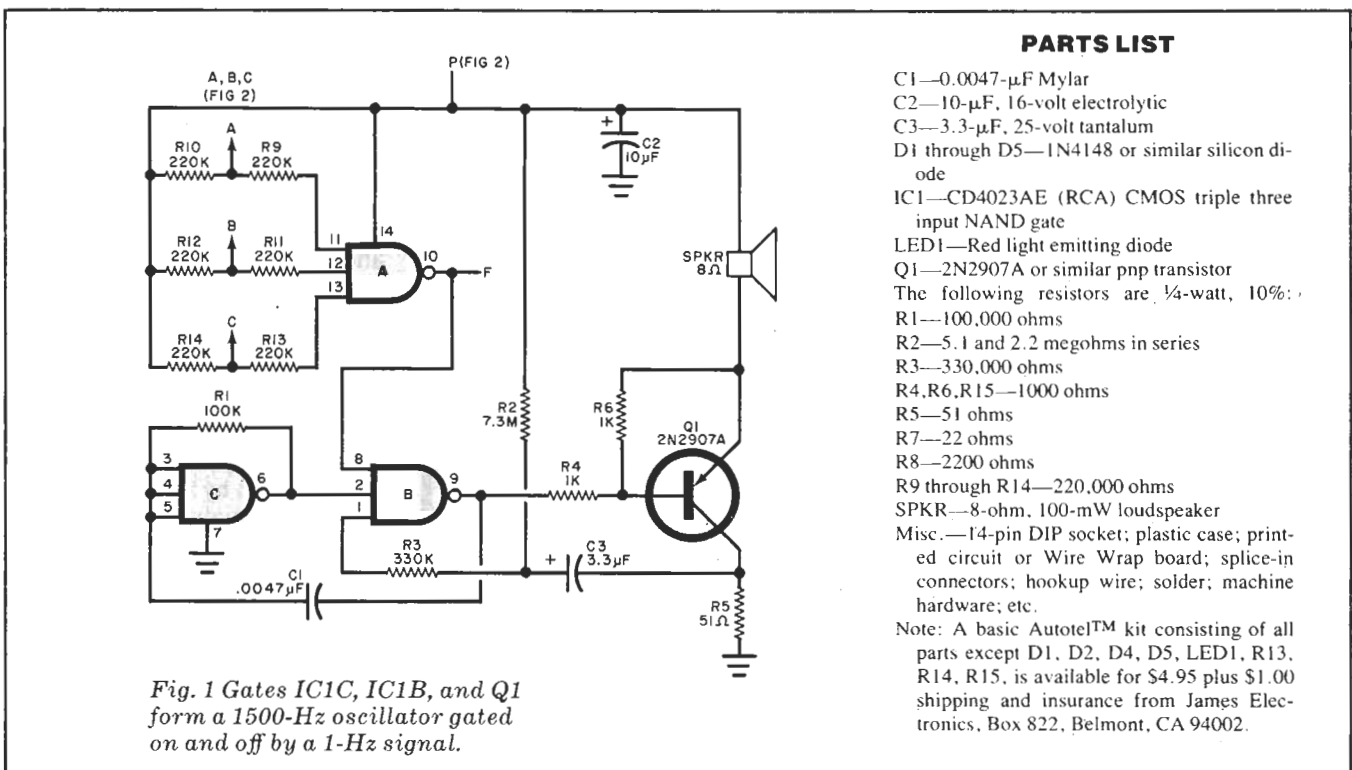 P(FIG 2)
A, B, C
(FIG 2)
A
R10
220K
R9
220K
+
C2
10µF
B
R12
220K
R11
220K
11
12
13
14
A
10
F
SPKR
8Ω
C
R14
220K
R13
220K
R1
100K
R2
7.3M
R6
1K
Q1
2N2907A
3
4
5
C
6
7
8
2
1
B
9
R4
1K
R3
330K
+
C3
3.3µF
C1
.0047µF
R5
51Ω
Fig. 1 Gates IC1C, IC1B, and Q1
form a 1500-Hz oscillator gated
on and off by a 1-Hz signal.
PARTS LIST
C1—0.0047-µF Mylar
C2—10-µF, 16-volt electrolytic
C3—3.3-µF, 25-volt tantalum
D1 through D5—1N4148 or similar silicon di-
ode
IC1—CD4023AE (RCA) CMOS triple three
input NAND gate
LED1—Red light emitting diode
Q1—2N2907A or similar pnp transistor
The following resistors are ¼-watt, 10%:
R1—100,000 ohms
R2—5.1 and 2.2 megohms in series
R3—330,000 ohms
R4,R6,R15—1000 ohms
R5—51 ohms
R7—22 ohms
R8—2200 ohms
R9 through R14—220,000 ohms
SPKR—8-ohm, 100-mW loudspeaker
Misc.—14-pin DIP socket; plastic case; print-
ed circuit or Wire Wrap board; splice-in
connectors; hookup wire; solder; machine
hardware; etc.
Note: A basic Autotel™ kit consisting of all
parts except D1, D2, D4, D5, LED1, R13,
R14, R15, is available for $4.95 plus $1.00
shipping and insurance from James Elec-
tronics, Box 822, Belmont, CA 94002.